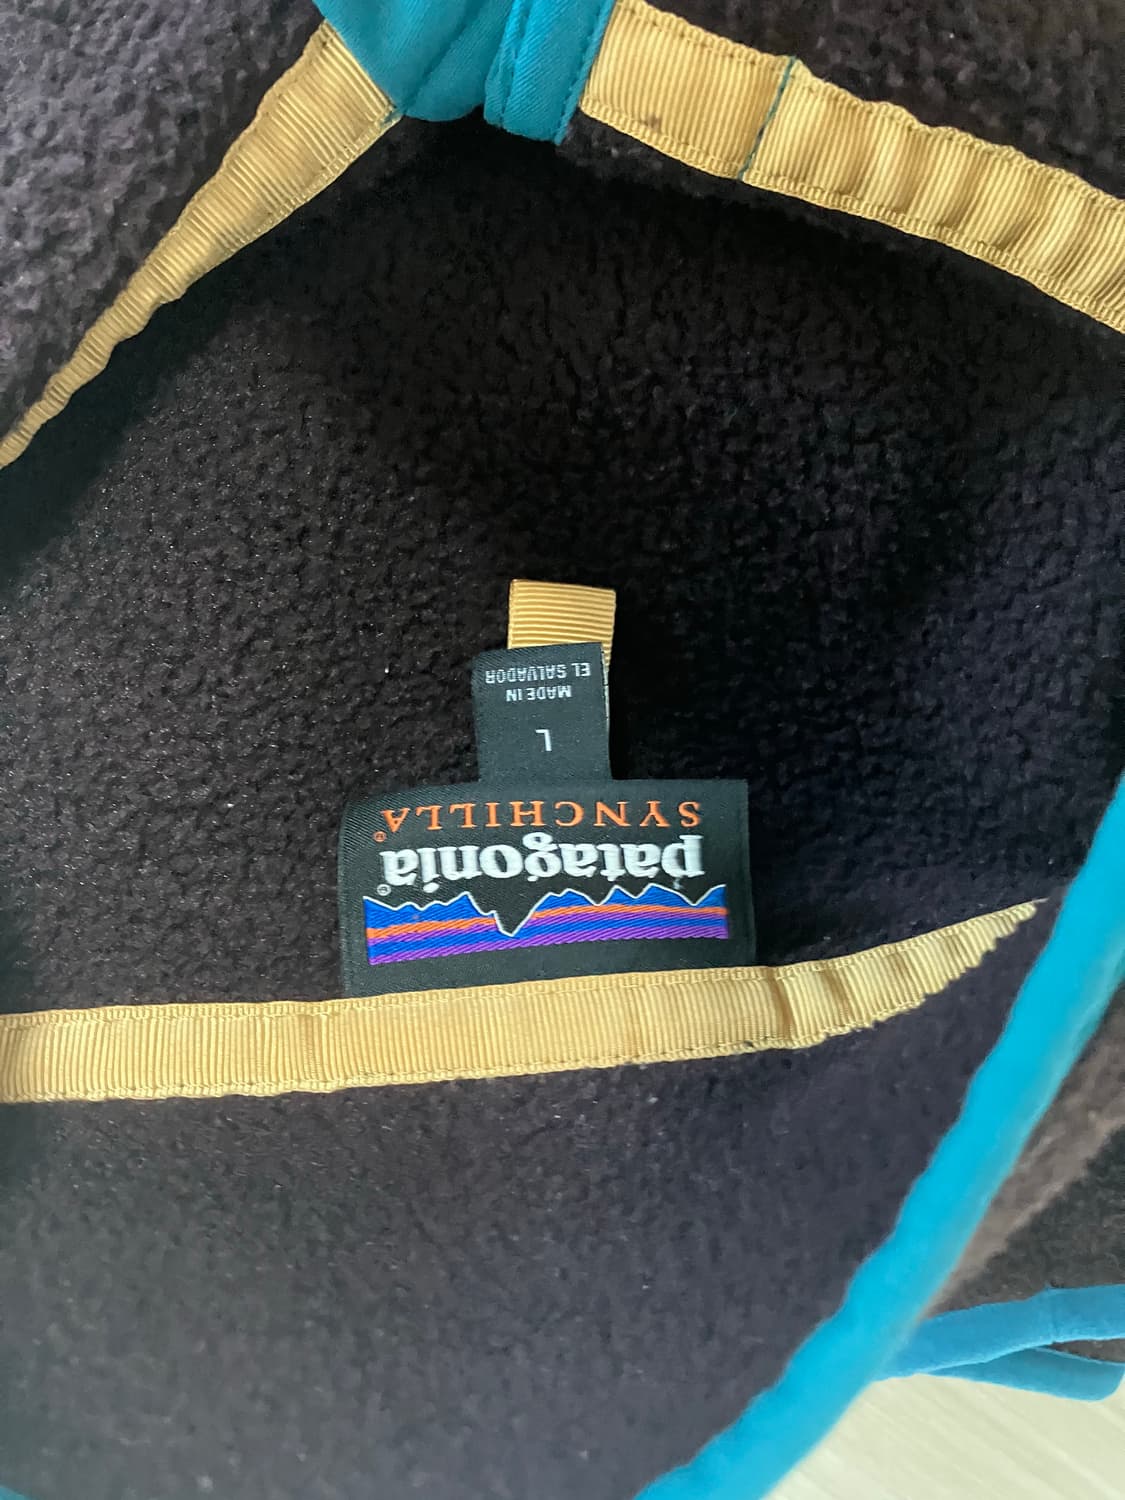 patagonia®
SYNCHILLA®
L
MADE IN
EL SALVADOR